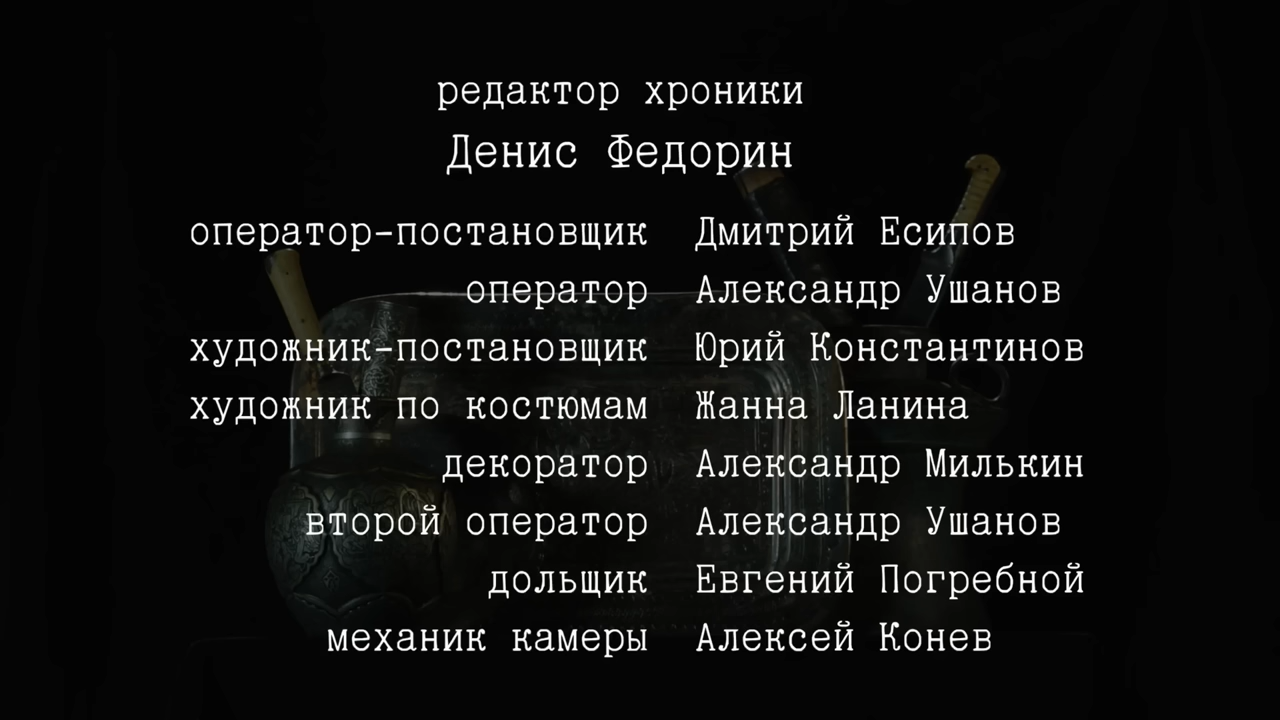 редактор хроники
Денис Федорин
оператор-постановщик Дмитрий Есипов
оператор Александр Ушанов
художник-постановщик Юрий Константинов
художник по костюмам Жанна Ланина
декоратор Александр Милькин
второй оператор Александр Ушанов
дольщик Евгений Погребной
механик камеры Алексей Конев